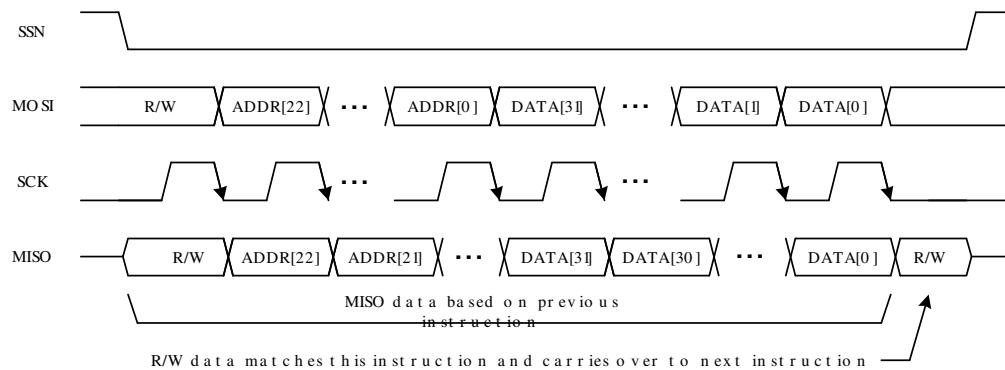 SSN
MOSI R/W ADDR[22] ... ADDR[0] DATA[31] ... DATA[1] DATA[0]
SCK ... ...
MISO R/W ADDR[22] ADDR[21] ... DATA[31] DATA[30] ... DATA[0] R/W
MISO data based on previous
instruction
R/W data matches this instruction and carries over to next instruction